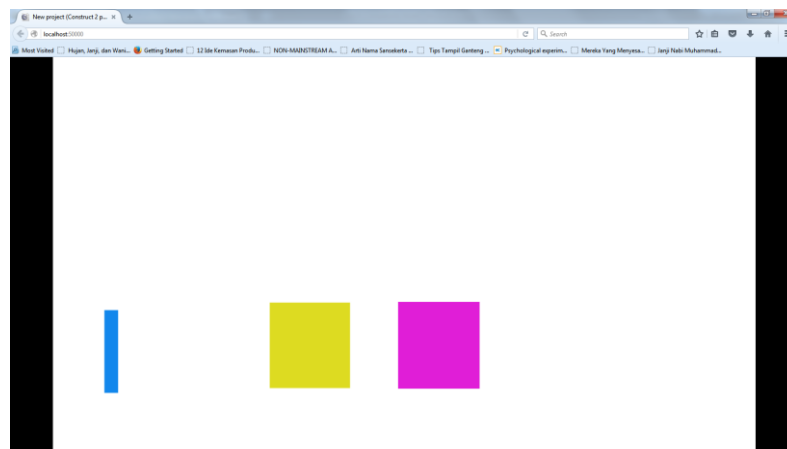 New project (Construct 2 p...
localhost:50000
Search
Most Visited Hujan, Janji, dan Wani... Getting Started 12 Ide Kemasan Produ... NON-MAINSTREAM A... Arti Nama Sansekerta ... Tips Tampil Ganteng ... Psychological experim... Mereka Yang Menyesa... Janji Nabi Muhammad...